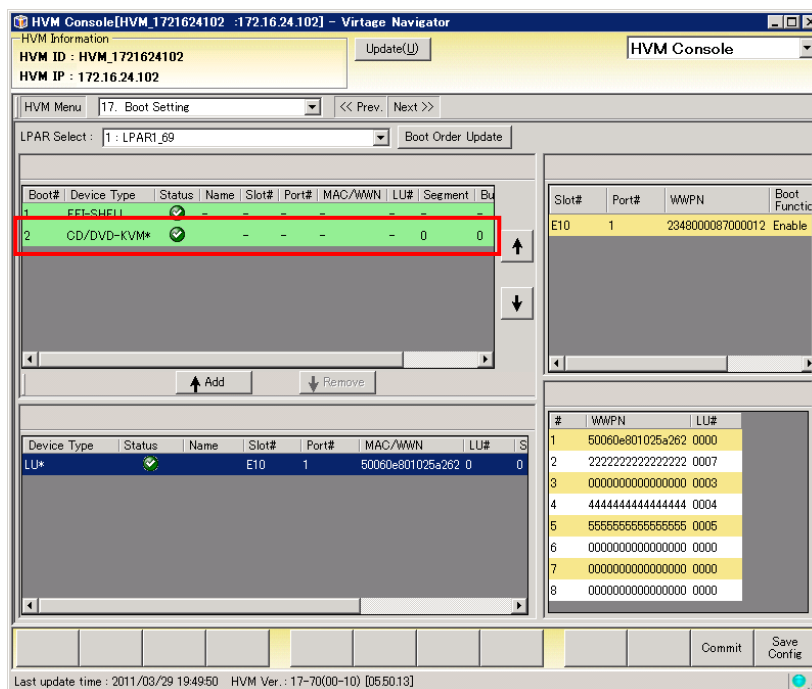 HVM Console[HVM_1721624102 :172.16.24.102] - Virtage Navigator
HVM Information
HVM ID : HVM_1721624102
HVM IP : 172.16.24.102
Update(U)
HVM Console
HVM Menu 17. Boot Setting << Prev. Next >>
LPAR Select : 1 : LPAR1_69 Boot Order Update
Boot# Device Type Status Name Slot# Port# MAC/WWN LU# Segment Bu
1 EFI-SHELL - - - - - - -
2 CD/DVD-KVM* - - - - 0 0
Add Remove
Slot# Port# WWPN Boot Functio
E10 1 2348000087000012 Enable
Device Type Status Name Slot# Port# MAC/WWN LU# S
LU* E10 1 50060e801025a262 0 0
# WWPN LU#
1 50060e801025a262 0000
2 2222222222222222 0007
3 0000000000000000 0003
4 4444444444444444 0004
5 5555555555555555 0005
6 0000000000000000 0000
7 0000000000000000 0000
8 0000000000000000 0000
Commit Save Config
Last update time : 2011/03/29 19:49:50 HVM Ver. : 17-70(00-10) [05.50.13]